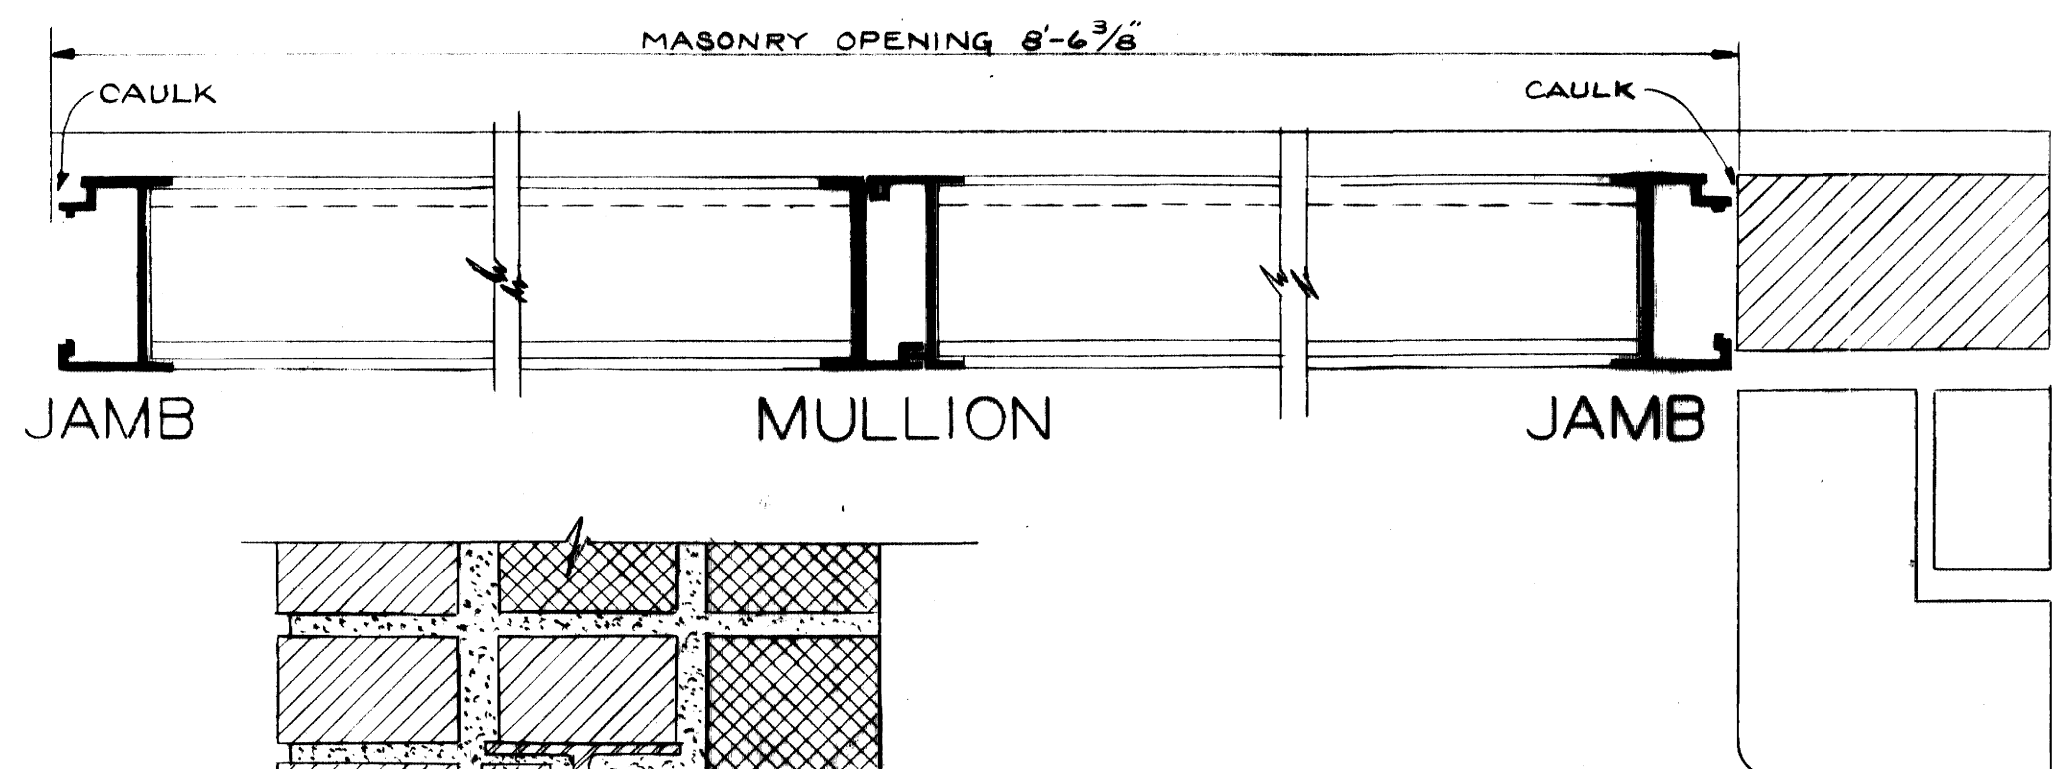 MASONRY OPENING 8'-6 3/8"
CAULK
CAULK
JAMB
MULLION
JAMB